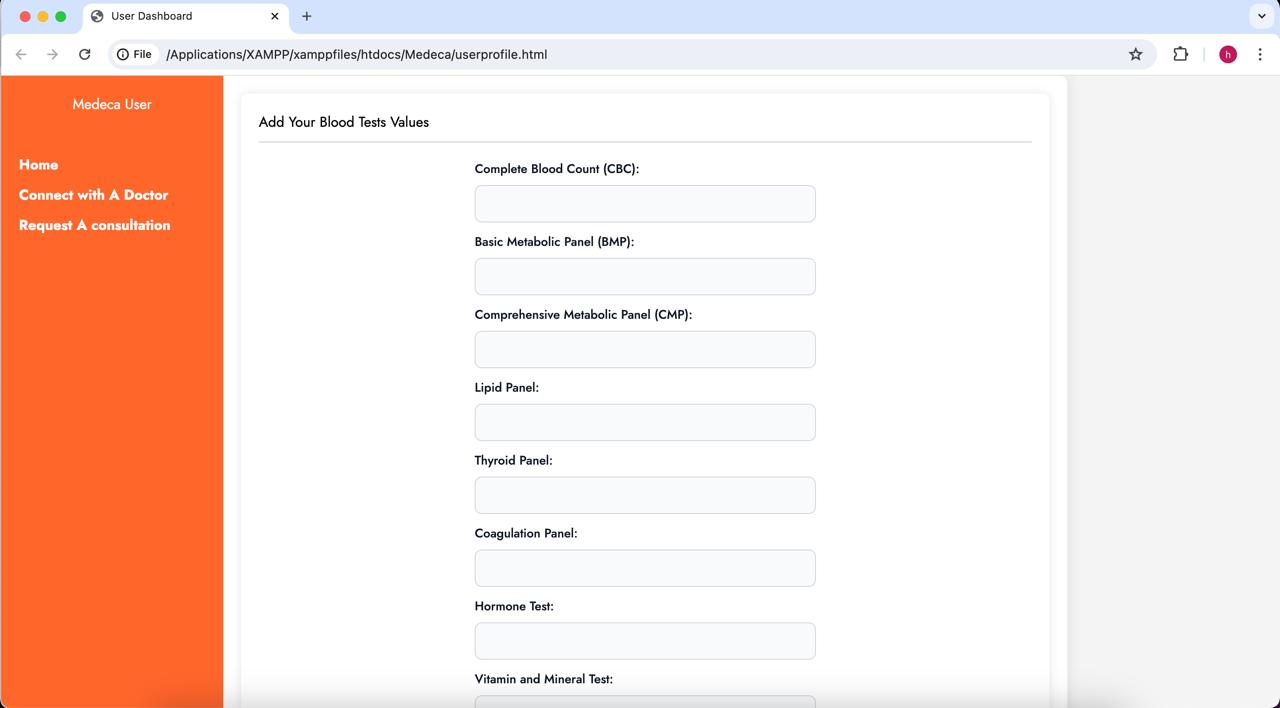 User Dashboard
File /Applications/XAMPP/xamppfiles/htdocs/Medeca/userprofile.html
h
Medeca User
Home
Connect with A Doctor
Request A consultation
Add Your Blood Tests Values
Complete Blood Count (CBC):
Basic Metabolic Panel (BMP):
Comprehensive Metabolic Panel (CMP):
Lipid Panel:
Thyroid Panel:
Coagulation Panel:
Hormone Test:
Vitamin and Mineral Test: